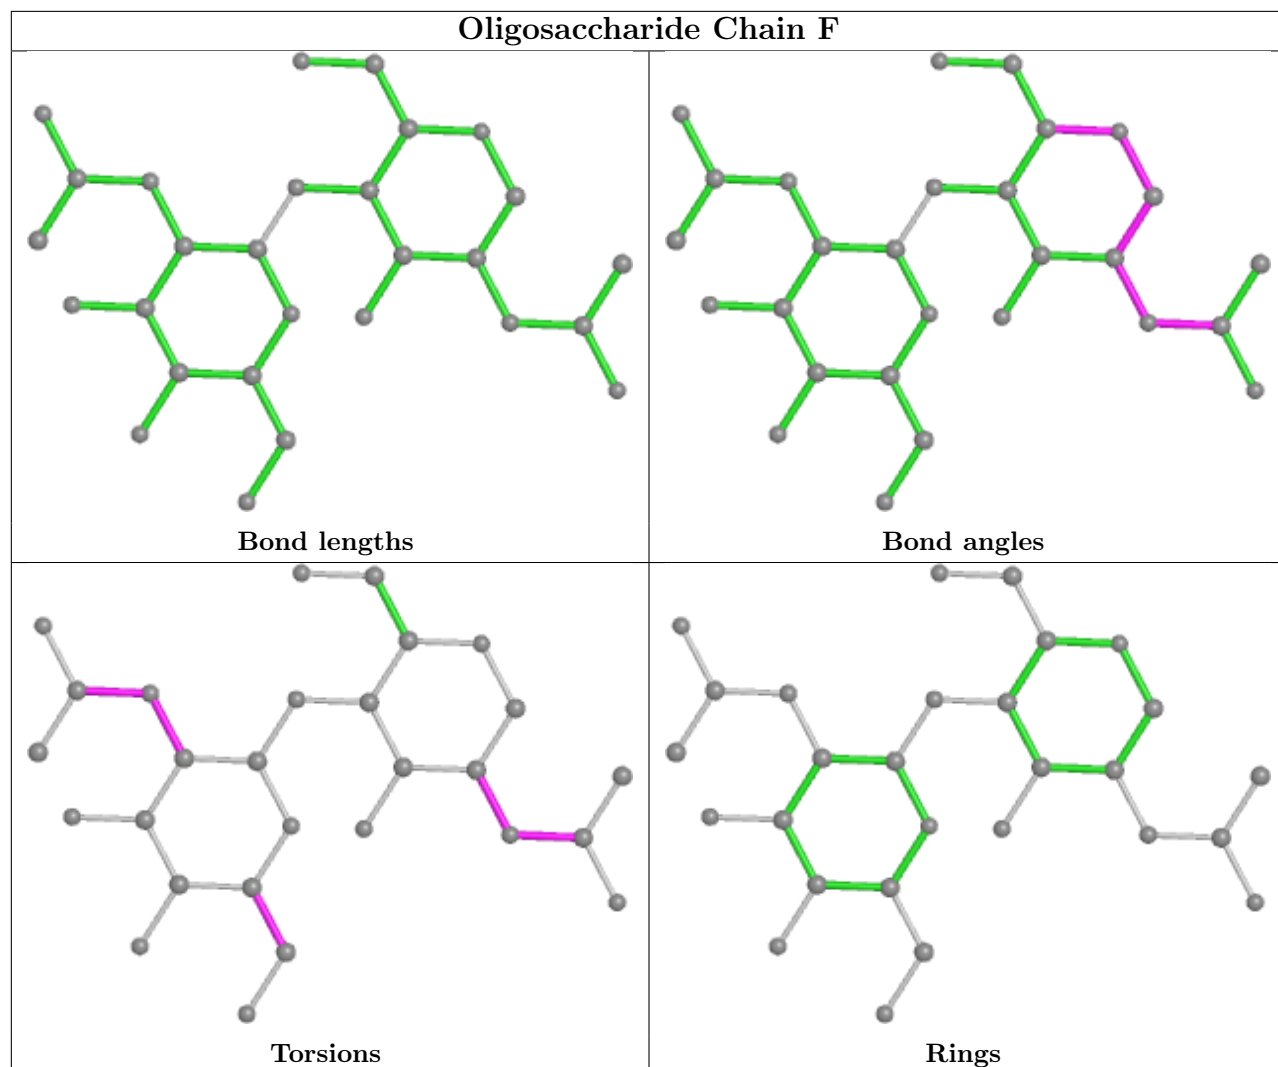 Oligosaccharide Chain F
Bond lengths
Bond angles
Torsions
Rings